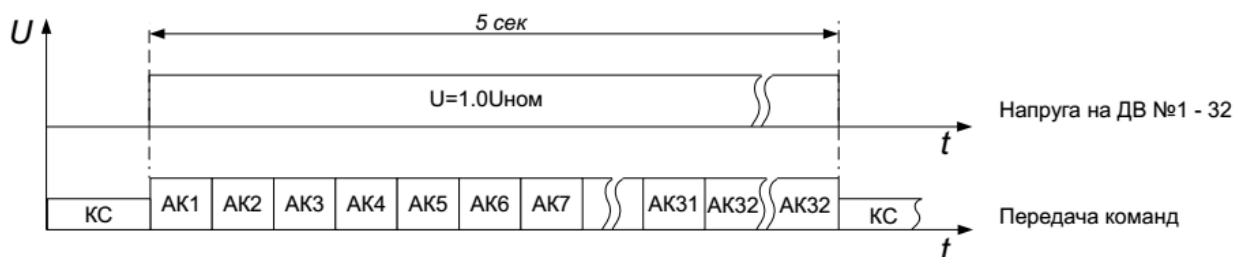 5 сек
U
U=1.0Uном
Напруга на ДВ №1 - 32
t
АК1 АК2 АК3 АК4 АК5 АК6 АК7 АК31 АК32 АК32
КС КС Передача команд
t